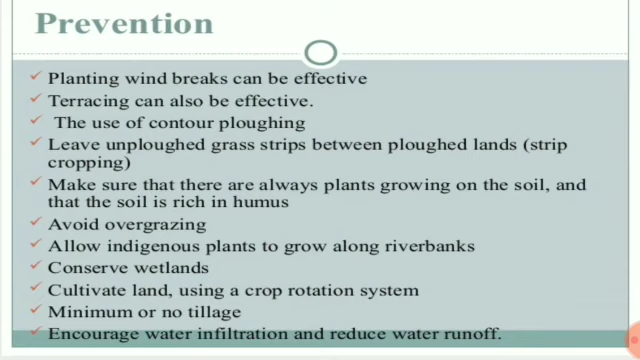 Prevention
✓ Planting wind breaks can be effective
✓ Terracing can also be effective.
✓ The use of contour ploughing
✓ Leave unploughed grass strips between ploughed lands (strip
cropping)
✓ Make sure that there are always plants growing on the soil, and
that the soil is rich in humus
✓ Avoid overgrazing
✓ Allow indigenous plants to grow along riverbanks
✓ Conserve wetlands
✓ Cultivate land, using a crop rotation system
✓ Minimum or no tillage
✓ Encourage water infiltration and reduce water runoff.